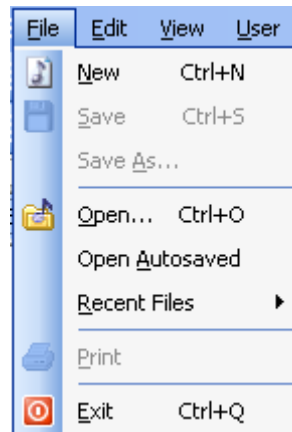 File Edit View User
New Ctrl+N
Save Ctrl+S
Save As...
Open... Ctrl+O
Open Autosaved
Recent Files
Print
Exit Ctrl+Q